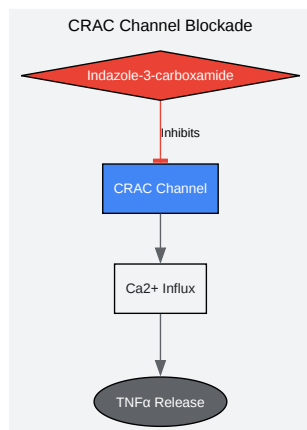 CRAC Channel Blockade
Indazole-3-carboxamide
Inhibits
CRAC Channel
Ca2+ Influx
TNFα Release